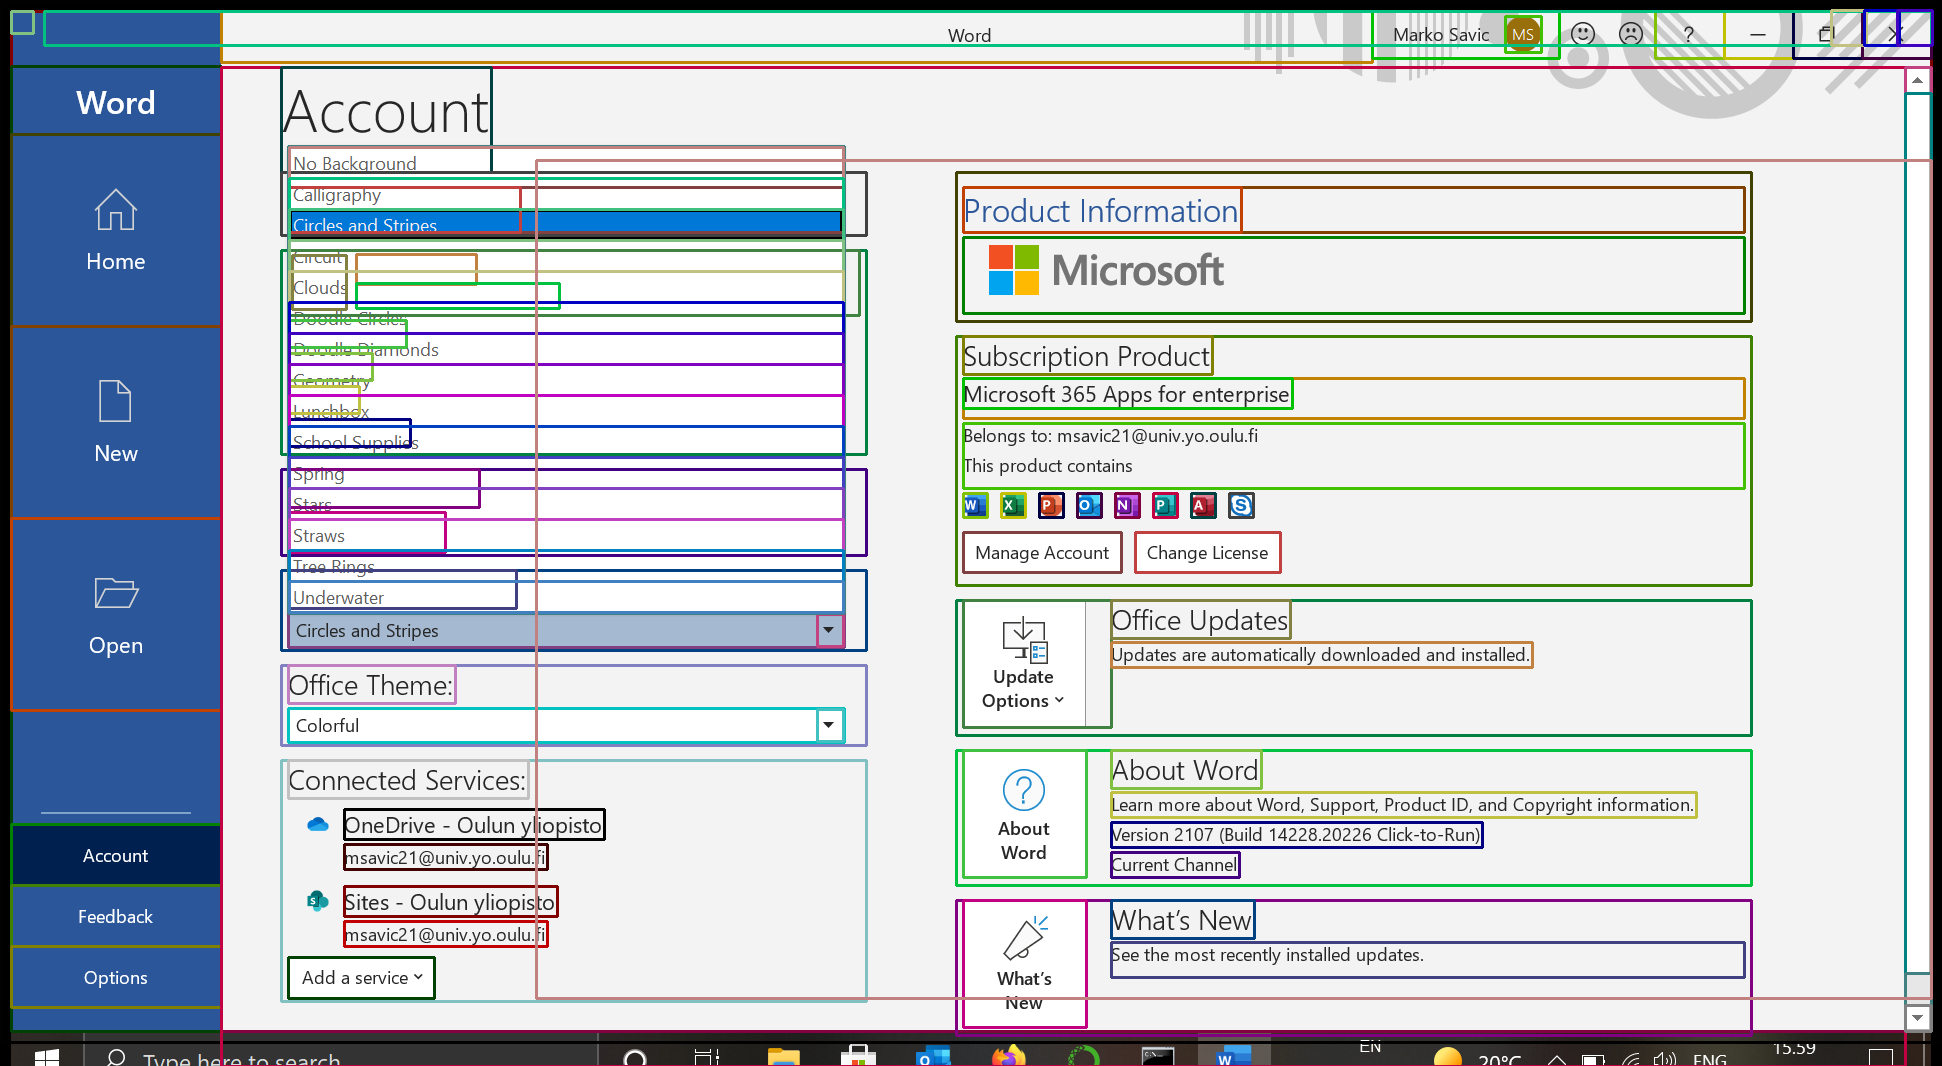 Word
Marko Savic
MS
?
Word
Home
New
Open
Account
Feedback
Options
Account
No Background
Calligraphy
Circles and Stripes
Circuit
Clouds
Doodle Circles
Doodle Diamonds
Geometry
Lunchbox
School Supplies
Spring
Stars
Straws
Tree Rings
Underwater
Circles and Stripes
Office Theme:
Colorful
Connected Services:
OneDrive - Oulun yliopisto
msavic21@univ.yo.oulu.fi
Sites - Oulun yliopisto
msavic21@univ.yo.oulu.fi
Add a service
Product Information
Microsoft
Subscription Product
Microsoft 365 Apps for enterprise
Belongs to: msavic21@univ.yo.oulu.fi
This product contains
W X P O N P A S
Manage Account
Change License
Update
Options
Office Updates
Updates are automatically downloaded and installed.
About
Word
About Word
Learn more about Word, Support, Product ID, and Copyright information.
Version 2107 (Build 14228.20226 Click-to-Run)
Current Channel
What's
New
What's New
See the most recently installed updates.
Type here to search
EN
20°C
ENG
15.59